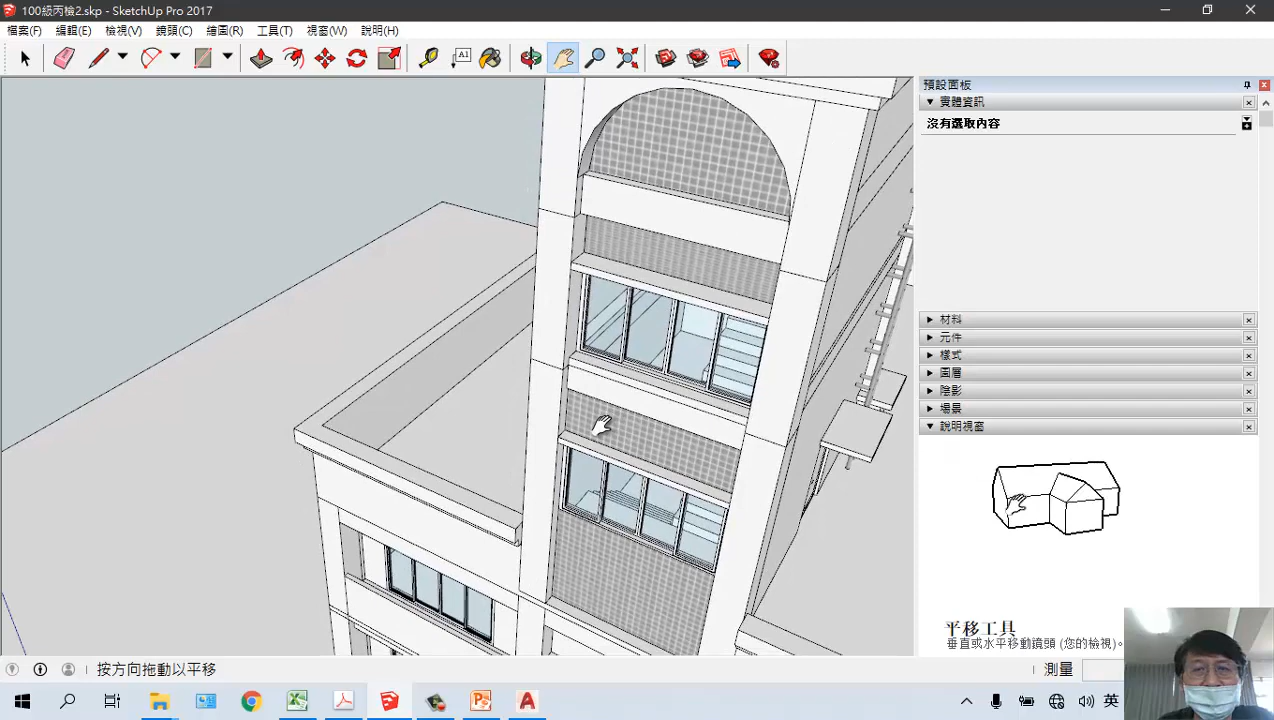 100級丙檢2.skp - SketchUp Pro 2017
檔案(F) 編輯(E) 檢視(V) 鏡頭(C) 繪圖(R) 工具(T) 視窗(W) 說明(H)
A1
預設面板
實體資訊
沒有選取內容
材料
元件
樣式
圖層
陰影
場景
說明視窗
平移工具
垂直或水平移動鏡頭 (您的檢視)。
按方向拖動以平移
測量
英